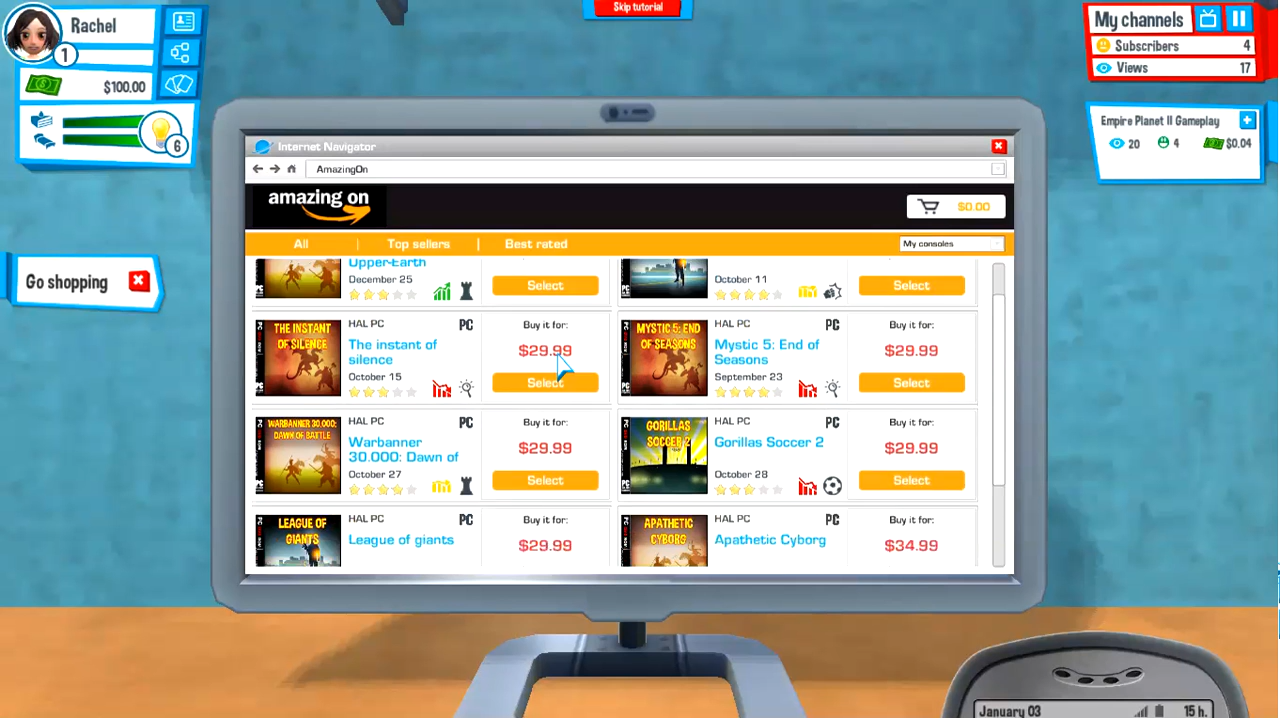 Skip tutorial
Rachel
1
$100.00
6
My channels
Subscribers 4
Views 17
Empire Planet II Gameplay
20 4 $0.04
Go shopping
Internet Navigator
AmazingOn
amazing on
$0.00
All | Top sellers | Best rated
My consoles
Upper-Earth
December 25
Select
October 11
Select
PC
THE INSTANT
OF SILENCE
HAL PC PC
The instant of
silence
October 15
Buy it for:
$29.99
Select
PC
MYSTIC 5: END
OF SEASONS
HAL PC PC
Mystic 5: End of
Seasons
September 23
Buy it for:
$29.99
Select
PC
WARBANNER 30.000:
DAWN OF BATTLE
HAL PC PC
Warbanner
30.000: Dawn of
October 27
Buy it for:
$29.99
Select
PC
GORILLAS
SOCCER 2
HAL PC PC
Gorillas Soccer 2
October 28
Buy it for:
$29.99
Select
PC
LEAGUE OF
GIANTS
HAL PC PC
League of giants
Buy it for:
$29.99
PC
APATHETIC
CYBORG
HAL PC PC
Apathetic Cyborg
Buy it for:
$34.99
January 03 15 h.